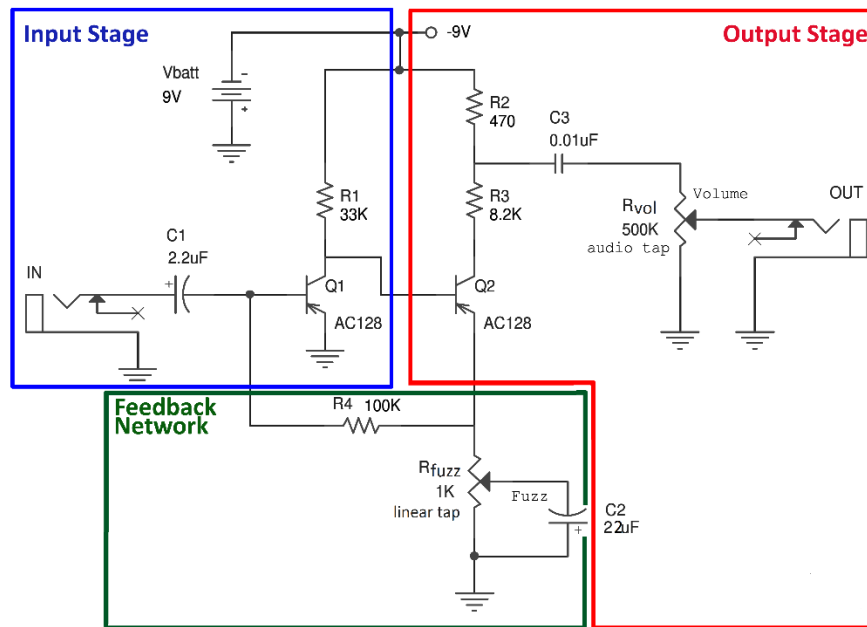 Input Stage
-9V
Output Stage
Vbatt
9V
-
+
R2
470
C3
0.01uF
R1
33K
R3
8.2K
Rvol
500K
audio tap
Volume
OUT
C1
2.2uF
+
IN
Q1
AC128
Q2
AC128
Feedback
Network
R4 100K
Rfuzz
1K
linear tap
Fuzz
C2
22uF
+